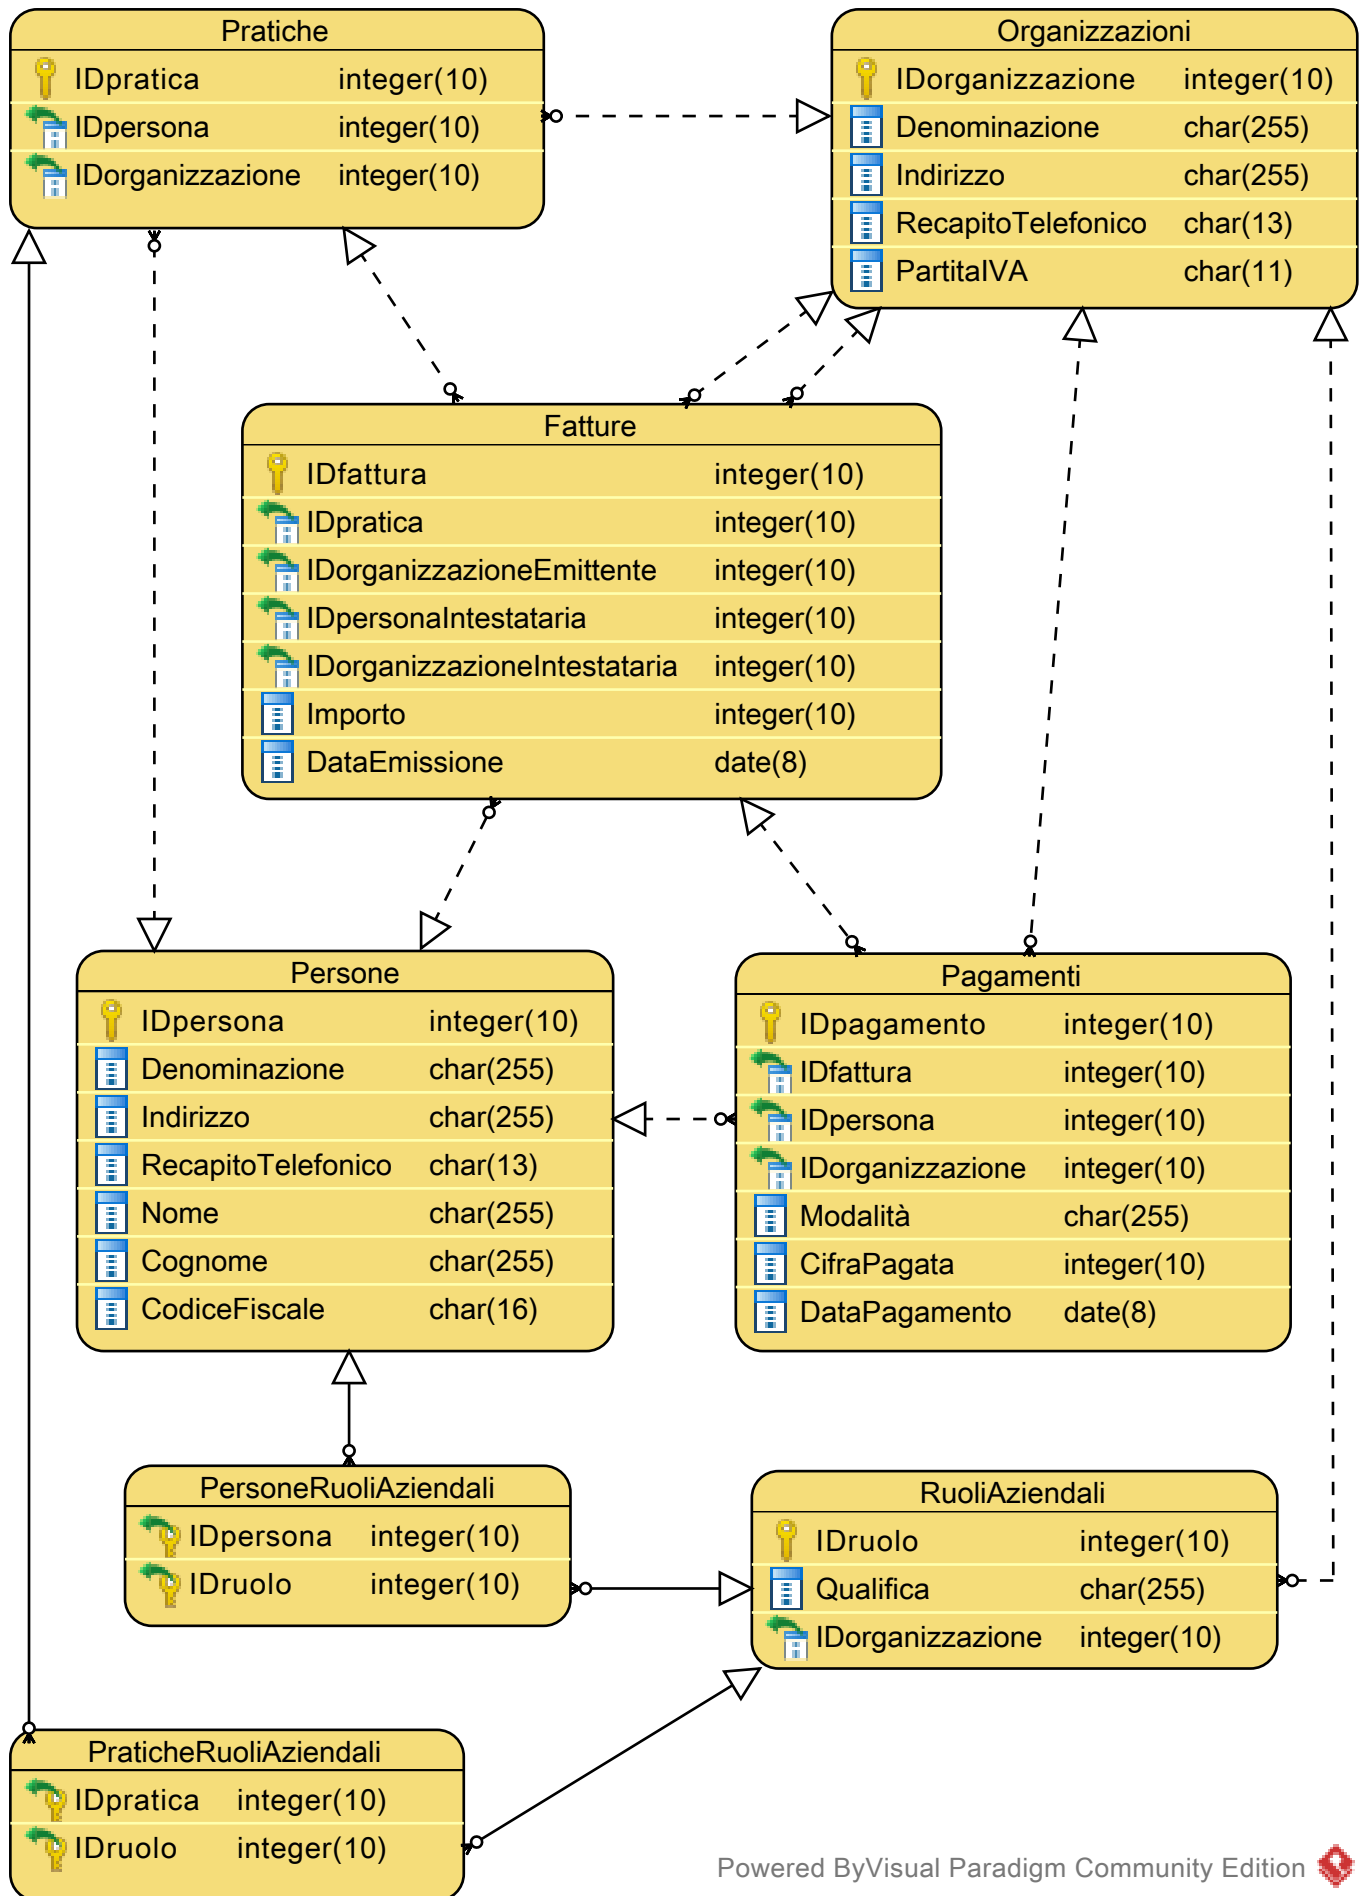 Pratiche
IDpratica integer(10)
IDpersona integer(10)
IDorganizzazione integer(10)
Organizzazioni
IDorganizzazione integer(10)
Denominazione char(255)
Indirizzo char(255)
RecapitoTelefonico char(13)
PartitaIVA char(11)
Fatture
IDfattura integer(10)
IDpratica integer(10)
IDorganizzazioneEmittente integer(10)
IDpersonaIntestataria integer(10)
IDorganizzazioneIntestataria integer(10)
Importo integer(10)
DataEmissione date(8)
Persone
IDpersona integer(10)
Denominazione char(255)
Indirizzo char(255)
RecapitoTelefonico char(13)
Nome char(255)
Cognome char(255)
CodiceFiscale char(16)
Pagamenti
IDpagamento integer(10)
IDfattura integer(10)
IDpersona integer(10)
IDorganizzazione integer(10)
Modalità char(255)
CifraPagata integer(10)
DataPagamento date(8)
PersoneRuoliAziendali
IDpersona integer(10)
IDruolo integer(10)
RuoliAziendali
IDruolo integer(10)
Qualifica char(255)
IDorganizzazione integer(10)
PraticheRuoliAziendali
IDpratica integer(10)
IDruolo integer(10)
Powered ByVisual Paradigm Community Edition